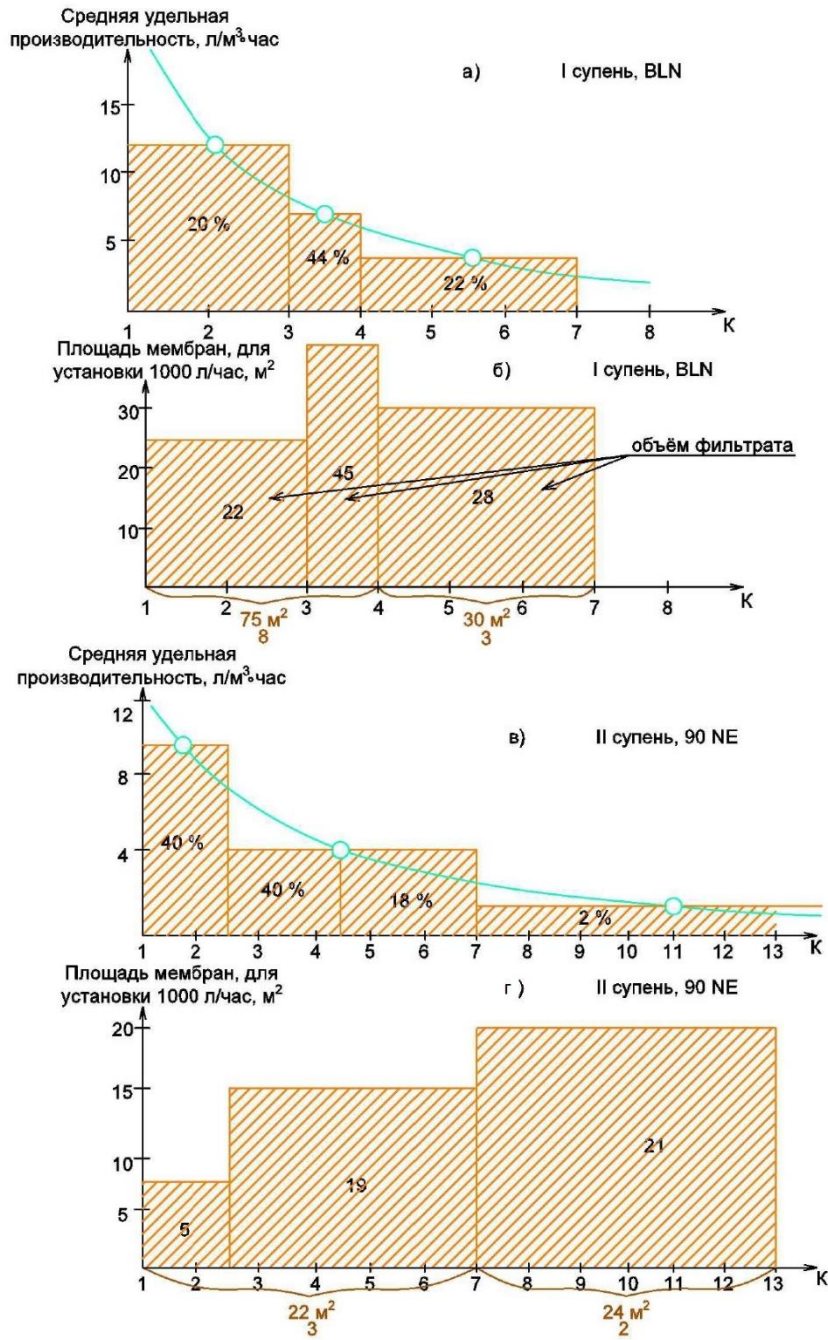 Средняя удельная
производительность, л/м³·час
а) I супень, BLN
15
10
5
20 %
44 %
22 %
1 2 3 4 5 6 7 8 К
Площадь мембран, для
установки 1000 л/час, м²
б) I супень, BLN
30
20
10
объём фильтрата
22
45
28
1 2 3 4 5 6 7 8 К
75 м² 30 м²
8 3
Средняя удельная
производительность, л/м³·час
в) II супень, 90 NE
12
8
4
40 %
40 %
18 %
2 %
1 2 3 4 5 6 7 8 9 10 11 12 13 К
Площадь мембран, для
установки 1000 л/час, м²
г ) II супень, 90 NE
20
15
10
5
5
19
21
1 2 3 4 5 6 7 8 9 10 11 12 13 К
22 м² 24 м²
3 2